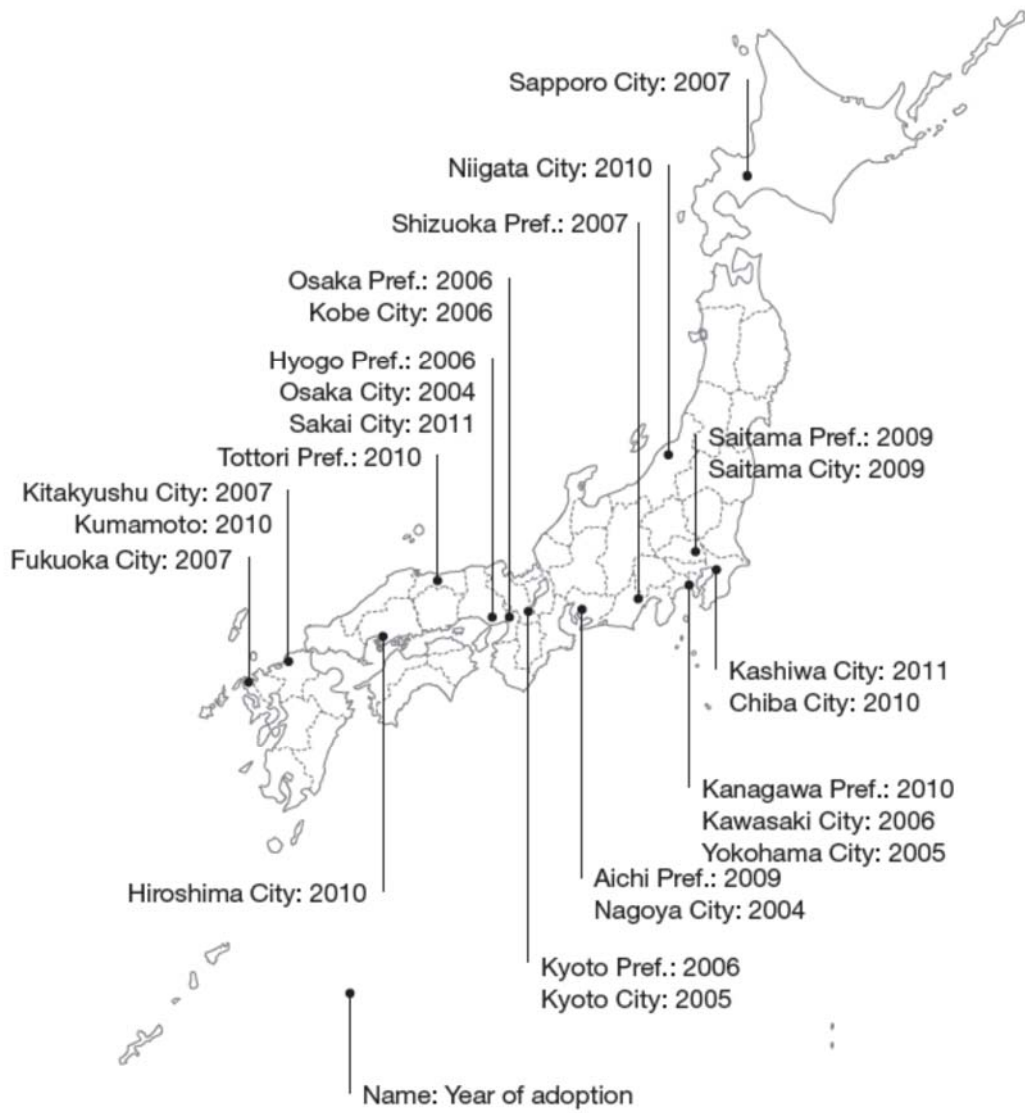 Sapporo City: 2007
Niigata City: 2010
Shizuoka Pref.: 2007
Osaka Pref.: 2006
Kobe City: 2006
Hyogo Pref.: 2006
Osaka City: 2004
Sakai City: 2011
Tottori Pref.: 2010
Kitakyushu City: 2007
Kumamoto: 2010
Fukuoka City: 2007
Saitama Pref.: 2009
Saitama City: 2009
Kashiwa City: 2011
Chiba City: 2010
Kanagawa Pref.: 2010
Kawasaki City: 2006
Yokohama City: 2005
Aichi Pref.: 2009
Nagoya City: 2004
Hiroshima City: 2010
Kyoto Pref.: 2006
Kyoto City: 2005
Name: Year of adoption